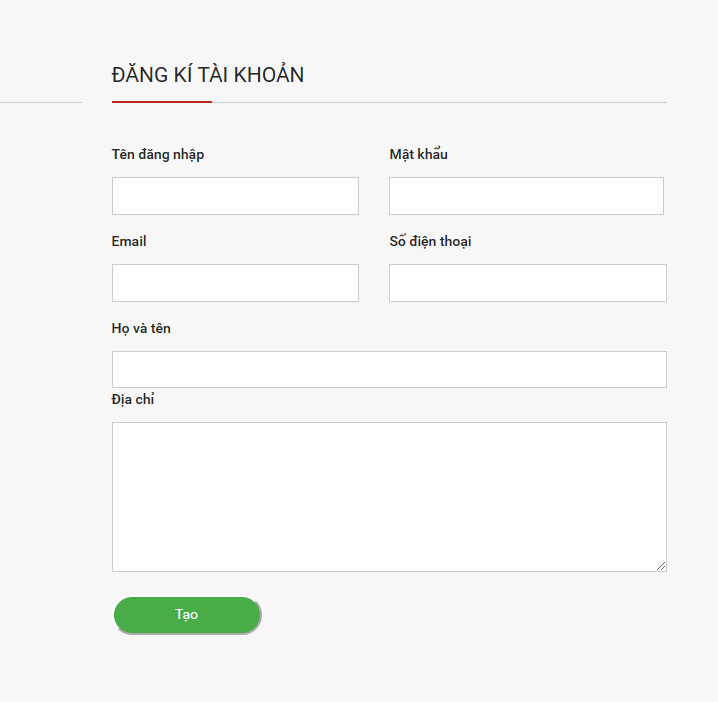 ĐĂNG KÍ TÀI KHOẢN
Tên đăng nhập
Mật khẩu
Email
Số điện thoại
Họ và tên
Địa chỉ
Tạo